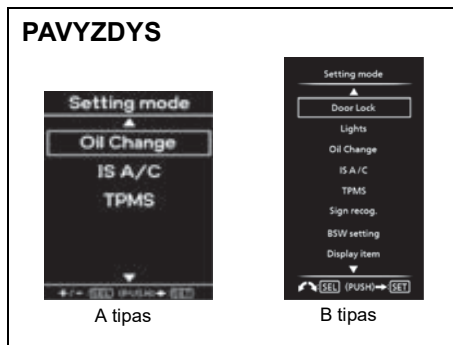 PAVYZDYS
Setting mode
Oil Change
IS A/C
TPMS
+/- SEL (PUSH)➔ SET
A tipas
Setting mode
Door Lock
Lights
Oil Change
IS A/C
TPMS
Sign recog.
BSW setting
Display item
SEL (PUSH)➔ SET
B tipas